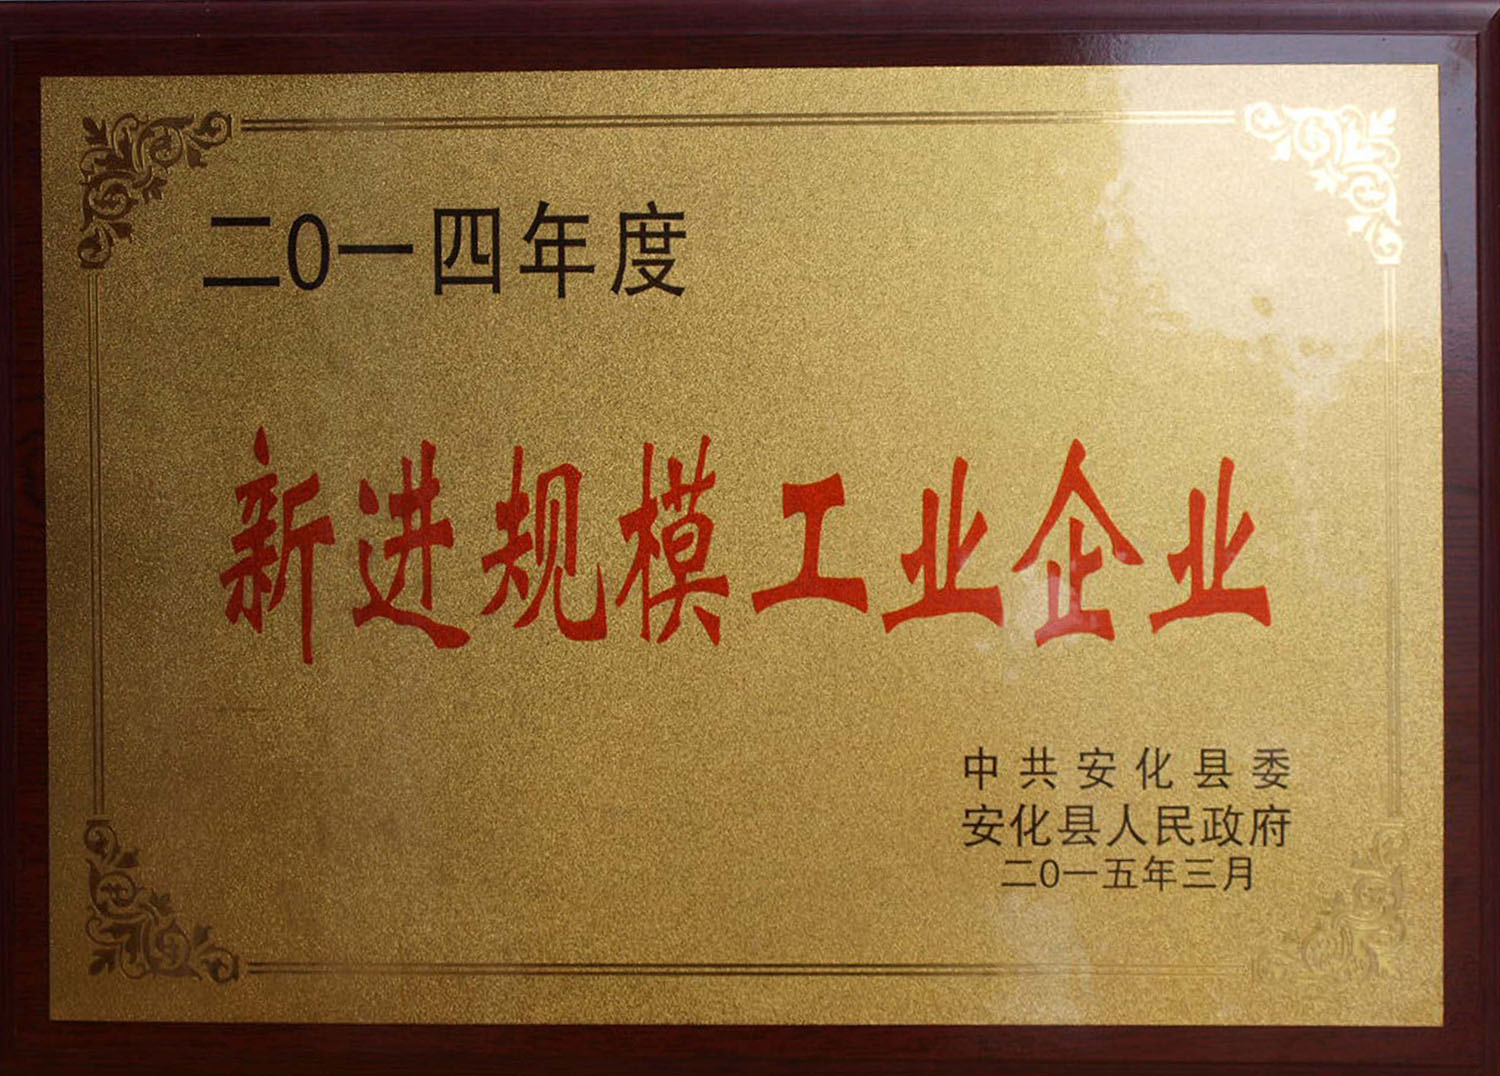 二0一四年度
新进规模工业企业
中共安化县委
安化县人民政府
二0一五年三月